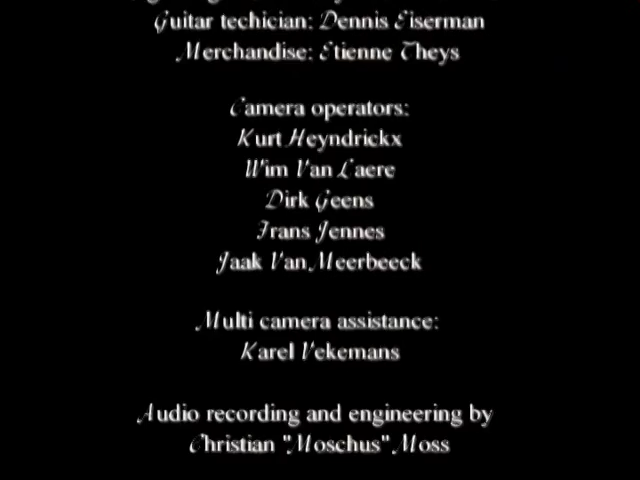 Guitar techician: Dennis Eiserman
Merchandise: Etienne Theys
Camera operators:
Kurt Heyndrickx
Wim Van Laere
Dirk Geens
Frans Jennes
Jaak Van Meerbeeck
Multi camera assistance:
Karel Vekemans
Audio recording and engineering by
Christian "Moschus" Moss